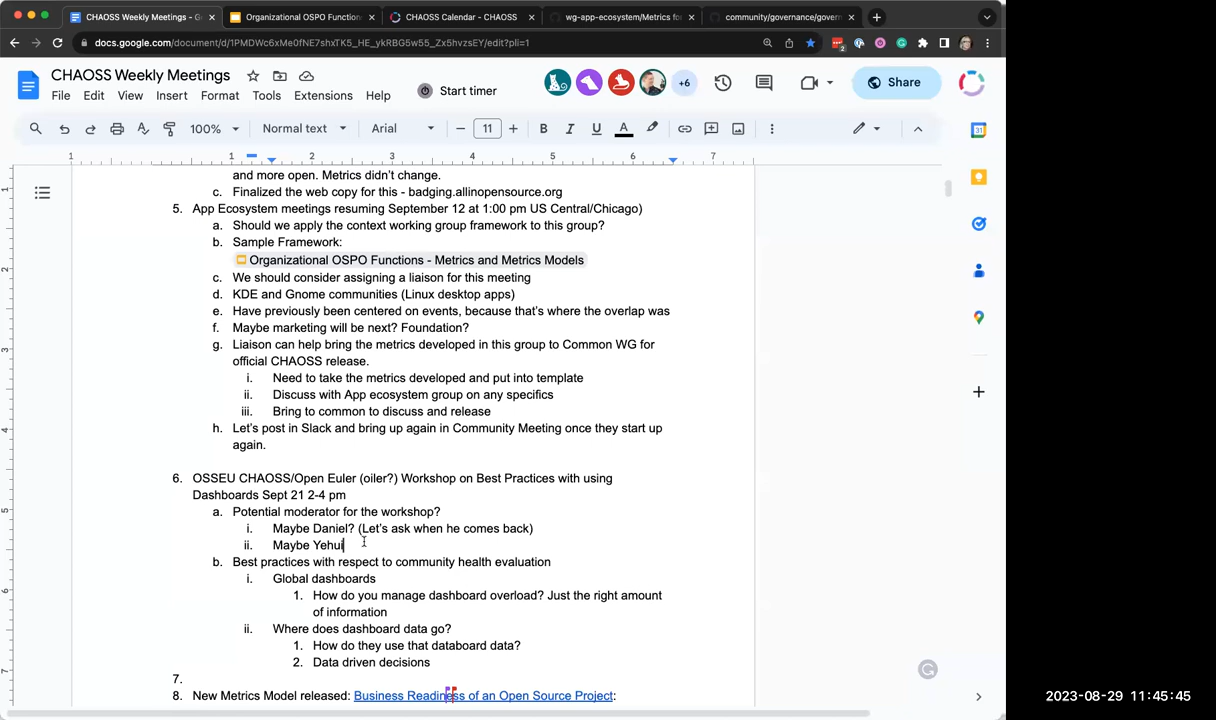 CHAOSS Weekly Meetings - G
Organizational OSPO Function
CHAOSS Calendar - CHAOSS
wg-app-ecosystem/Metrics for
community/governance/govern
docs.google.com/document/d/1PMDWc6xMe0fNE7shxTK5_HE_ykRBG5w55_Zx5hvzsEY/edit?pli=1
CHAOSS Weekly Meetings
File Edit View Insert Format Tools Extensions Help
Start timer
+6
Share
100% Normal text Arial 11 B I U A
1 1 2 3 4 5 6 7
and more open. Metrics didn't change.
c. Finalized the web copy for this - badging.allinopensource.org
5. App Ecosystem meetings resuming September 12 at 1:00 pm US Central/Chicago)
a. Should we apply the context working group framework to this group?
b. Sample Framework:
Organizational OSPO Functions - Metrics and Metrics Models
c. We should consider assigning a liaison for this meeting
d. KDE and Gnome communities (Linux desktop apps)
e. Have previously been centered on events, because that's where the overlap was
f. Maybe marketing will be next? Foundation?
g. Liaison can help bring the metrics developed in this group to Common WG for
official CHAOSS release.
i. Need to take the metrics developed and put into template
ii. Discuss with App ecosystem group on any specifics
iii. Bring to common to discuss and release
h. Let's post in Slack and bring up again in Community Meeting once they start up
again.
6. OSSEU CHAOSS/Open Euler (oiler?) Workshop on Best Practices with using
Dashboards Sept 21 2-4 pm
a. Potential moderator for the workshop?
i. Maybe Daniel? (Let's ask when he comes back)
ii. Maybe Yehui
b. Best practices with respect to community health evaluation
i. Global dashboards
1. How do you manage dashboard overload? Just the right amount
of information
ii. Where does dashboard data go?
1. How do they use that databoard data?
2. Data driven decisions
7.
8. New Metrics Model released: Business Readiness of an Open Source Project:
2023-08-29 11:45:45